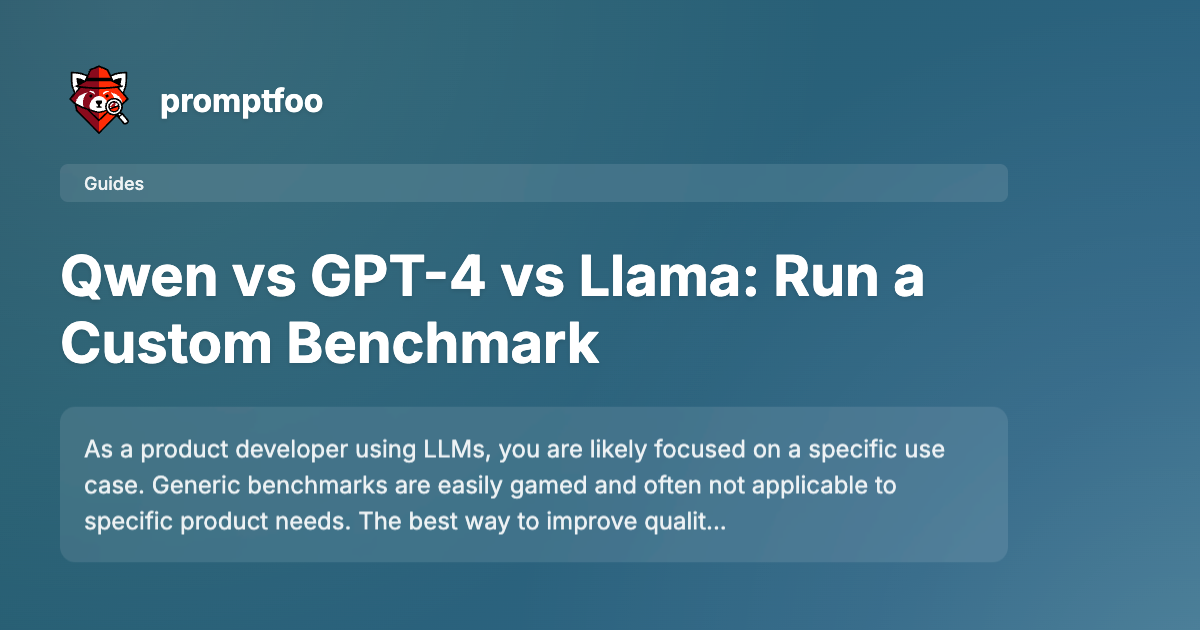 promptfoo
Guides
Qwen vs GPT-4 vs Llama: Run a
Custom Benchmark
As a product developer using LLMs, you are likely focused on a specific use
case. Generic benchmarks are easily gamed and often not applicable to
specific product needs. The best way to improve qualit...